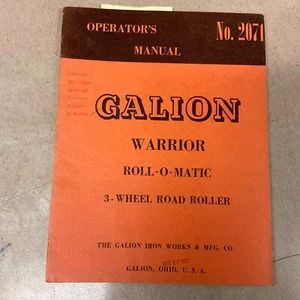 OPERATOR'S
MANUAL
No. 2071
GALION
WARRIOR
ROLL-O-MATIC
3-WHEEL ROAD ROLLER
THE GALION IRON WORKS & MFG. CO.
GALION, OHIO, U. S. A.